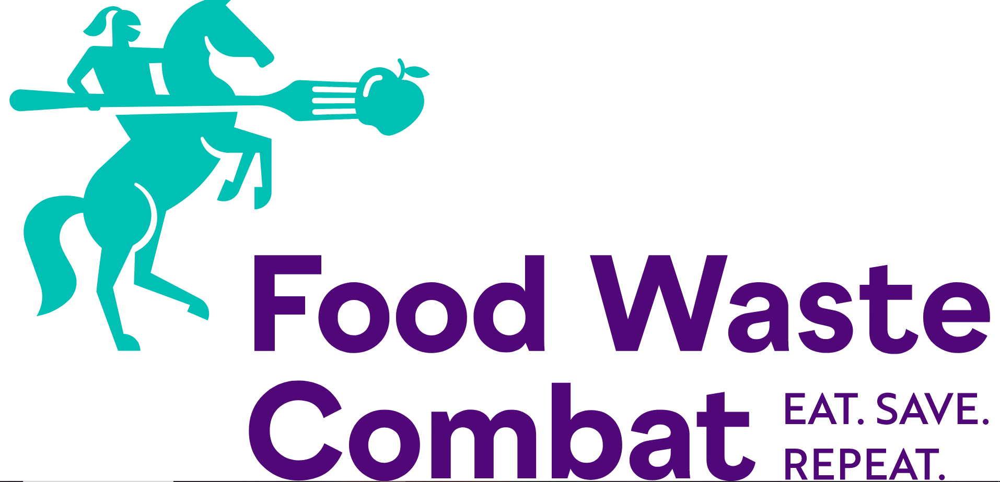 Food Waste
Combat
EAT. SAVE.
REPEAT.